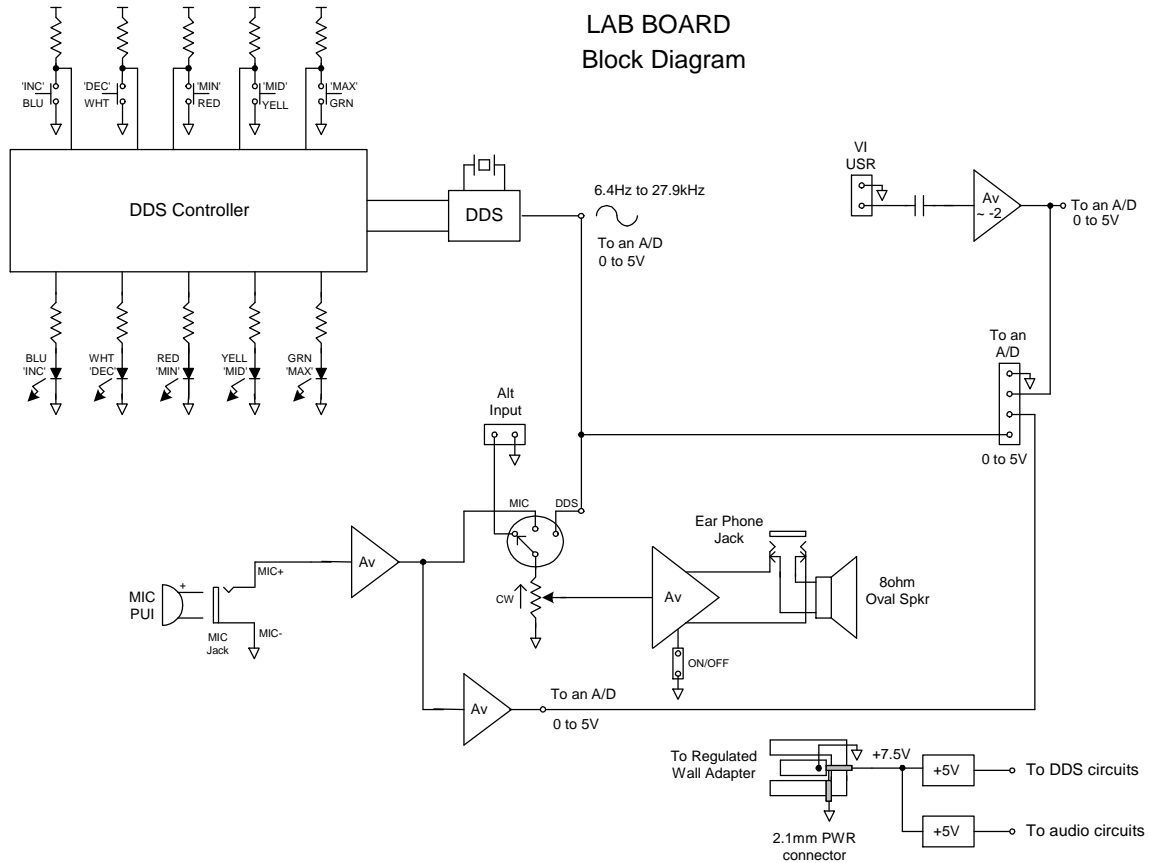 LAB BOARD
Block Diagram
'INC'
BLU
'DEC'
WHT
'MIN'
RED
'MID'
YELL
'MAX'
GRN
DDS Controller
DDS
6.4Hz to 27.9kHz
To an A/D
0 to 5V
VI
USR
Av
~ -2
To an A/D
0 to 5V
BLU
'INC'
WHT
'DEC'
RED
'MIN'
YELL
'MID'
GRN
'MAX'
To an
A/D
0 to 5V
Alt
Input
MIC
DDS
Ear Phone
Jack
8ohm
Oval Spkr
MIC
PUI
+
MIC+
MIC-
MIC
Jack
Av
CW
Av
ON/OFF
Av
To an A/D
0 to 5V
To Regulated
Wall Adapter
+7.5V
+5V
To DDS circuits
+5V
To audio circuits
2.1mm PWR
connector